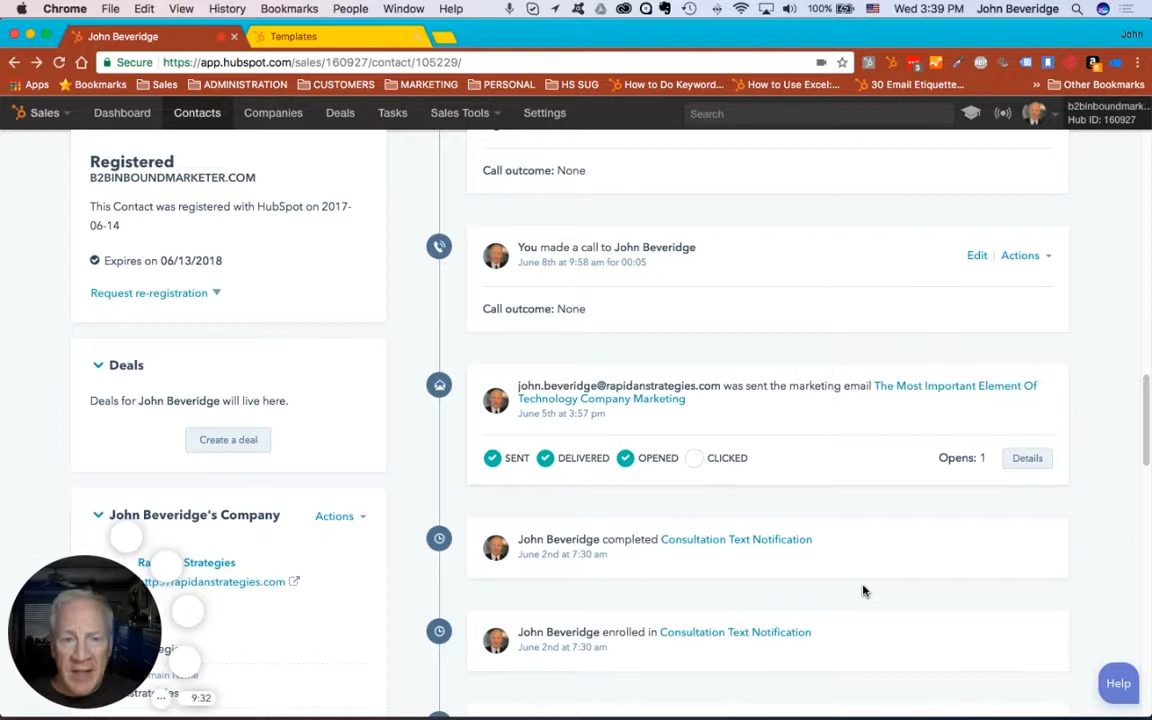 Chrome File Edit View History Bookmarks People Window Help 100% Wed 3:39 PM John Beveridge
John Beveridge Templates John
Secure https://app.hubspot.com/sales/160927/contact/105229/
Apps Bookmarks Sales ADMINISTRATION CUSTOMERS MARKETING PERSONAL HS SUG How to Do Keyword... How to Use Excel:... 30 Email Etiquette... » Other Bookmarks
Sales Dashboard Contacts Companies Deals Tasks Sales Tools Settings Search b2binboundmark...
Hub ID: 160927
Registered
B2BINBOUNDMARKETER.COM
This Contact was registered with HubSpot on 2017-
06-14
Expires on 06/13/2018
Request re-registration
Deals
Deals for John Beveridge will live here.
Create a deal
John Beveridge's Company Actions
Strategies
http://rapidanstrategies.com
9:32
Call outcome: None
You made a call to John Beveridge
June 8th at 9:58 am for 00:05
Edit | Actions
Call outcome: None
john.beveridge@rapidanstrategies.com was sent the marketing email The Most Important Element Of
Technology Company Marketing
June 5th at 3:57 pm
SENT DELIVERED OPENED CLICKED Opens: 1 Details
John Beveridge completed Consultation Text Notification
June 2nd at 7:30 am
John Beveridge enrolled in Consultation Text Notification
June 2nd at 7:30 am
Help